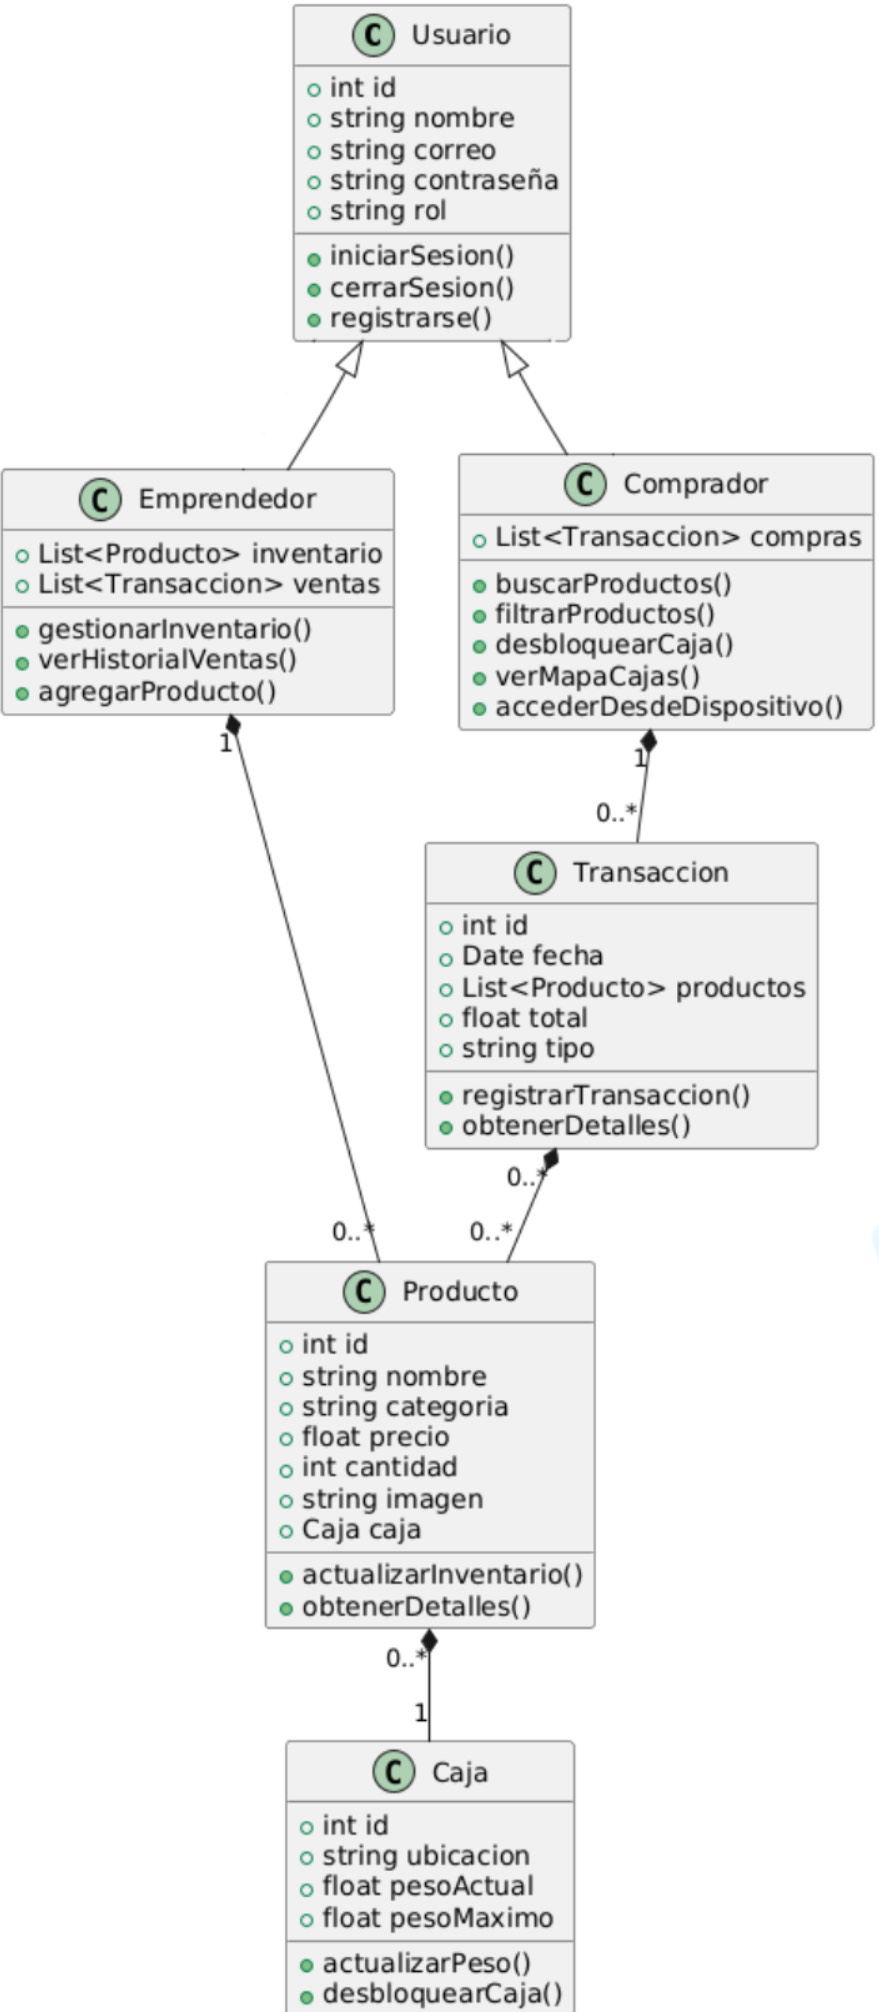 C Usuario
int id
string nombre
string correo
string contraseña
string rol
iniciarSesion()
cerrarSesion()
registrarse()
C Emprendedor
List<Producto> inventario
List<Transaccion> ventas
gestionarInventario()
verHistorialVentas()
agregarProducto()
C Comprador
List<Transaccion> compras
buscarProductos()
filtrarProductos()
desbloquearCaja()
verMapaCajas()
accederDesdeDispositivo()
1
1
0..*
C Transaccion
int id
Date fecha
List<Producto> productos
float total
string tipo
registrarTransaccion()
obtenerDetalles()
0..*
0..*
0..*
C Producto
int id
string nombre
string categoria
float precio
int cantidad
string imagen
Caja caja
actualizarInventario()
obtenerDetalles()
0..*
1
C Caja
int id
string ubicacion
float pesoActual
float pesoMaximo
actualizarPeso()
desbloquearCaja()